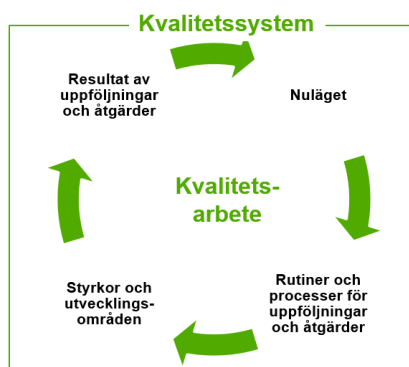 Kvalitetssystem
Resultat av
uppföljningar
och åtgärder
Nuläget
Kvalitets-
arbete
Styrkor och
utvecklings-
områden
Rutiner och
processer för
uppföljningar
och åtgärder